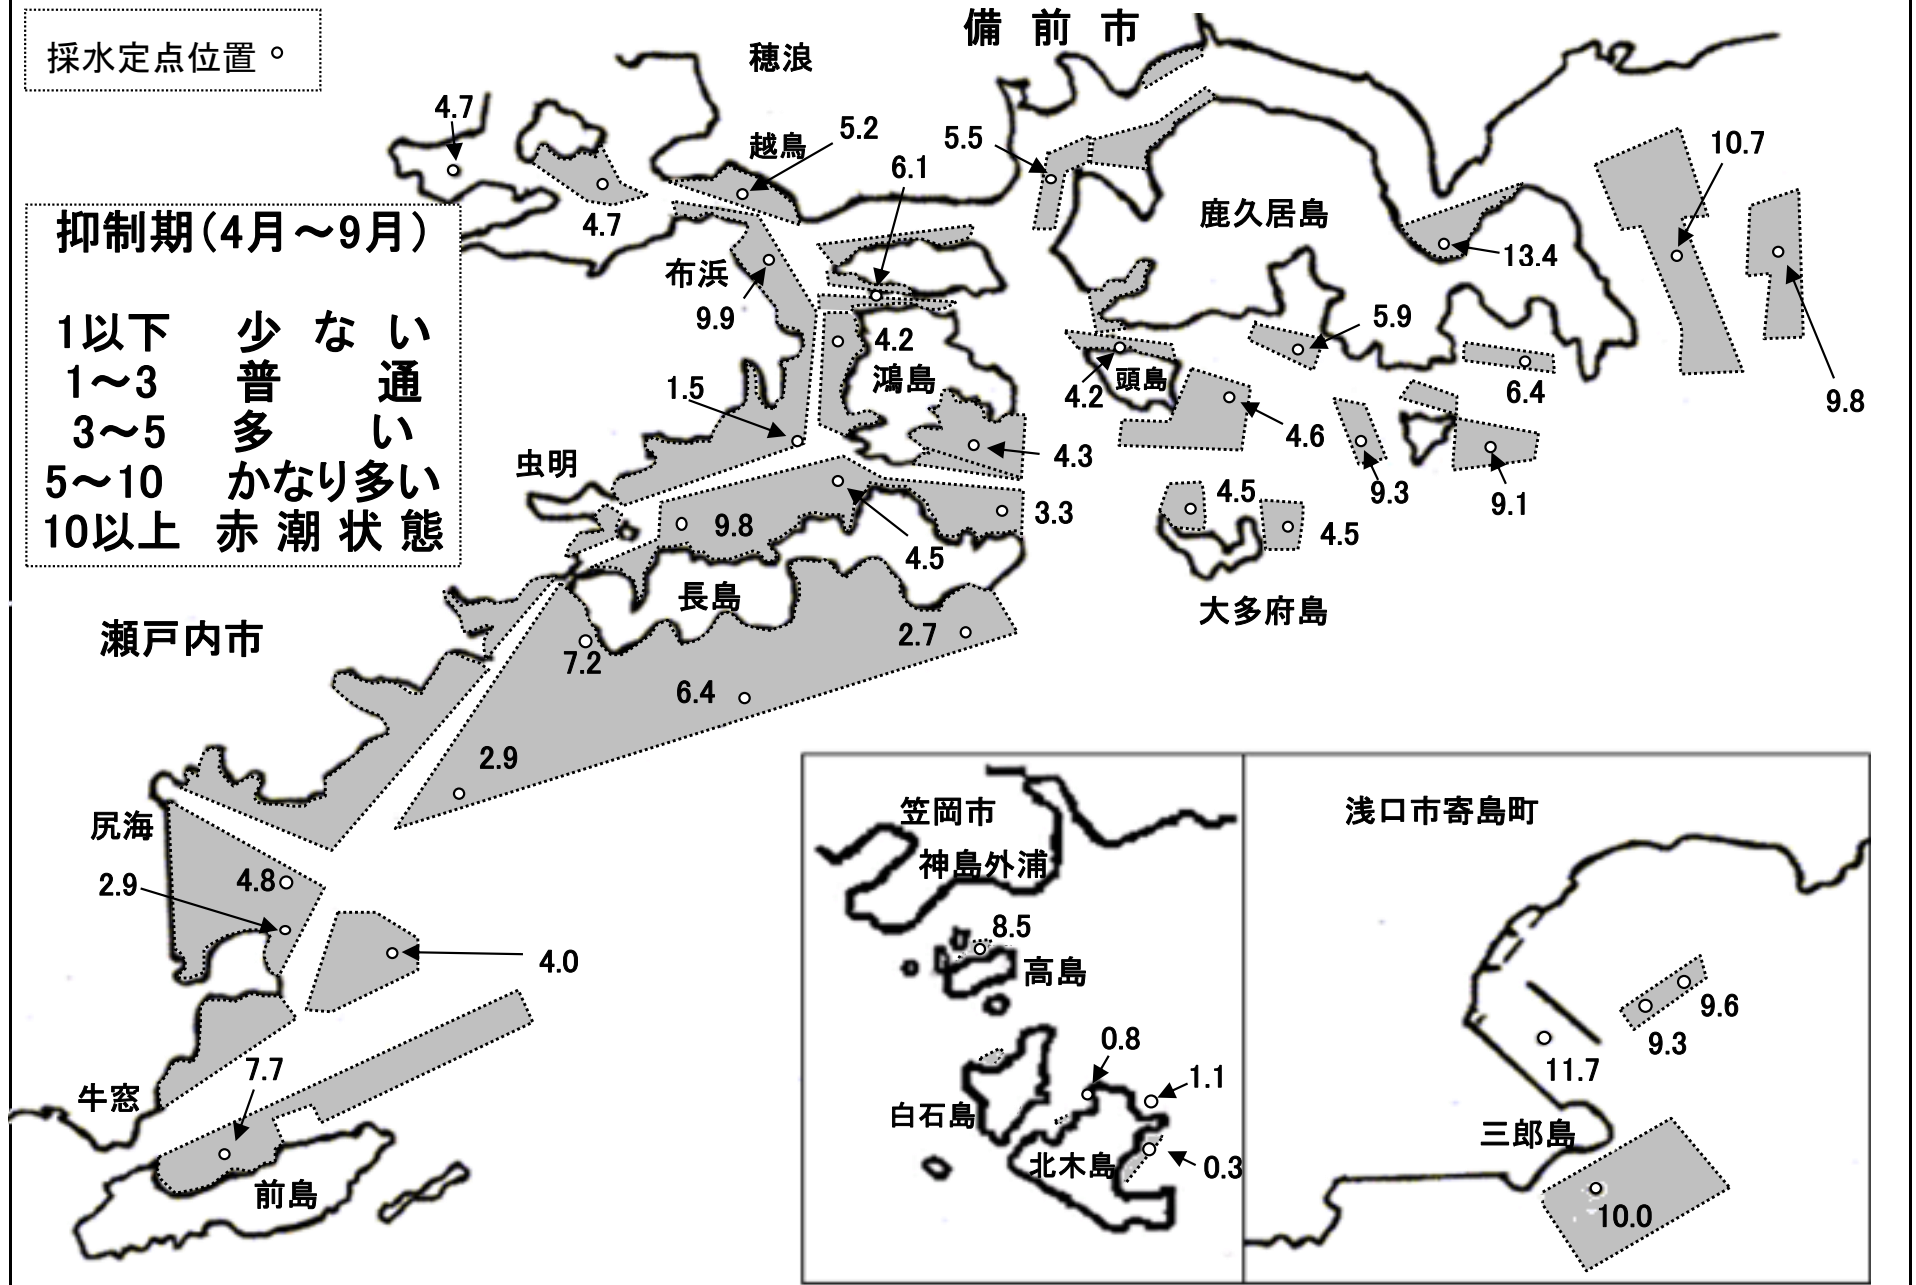 採水定点位置。
備前市
穂浪
4.7
越鳥
5.2
5.5
6.1
10.7
4.7
鹿久居島
13.4
抑制期(4月～9月)
1以下 少ない
1～3 普通
3～5 多い
5～10 かなり多い
10以上 赤潮状態
布浜
9.9
4.2
鴻島
5.9
頭島
4.2
6.4
9.8
1.5
4.6
4.3
虫明
9.3
9.1
4.5
3.3
9.8
4.5
4.5
長島
大多府島
瀬戸内市
2.7
7.2
6.4
2.9
尻海
4.8
2.9
4.0
牛窓
7.7
前島
笠岡市
神島外浦
8.5
高島
0.8
1.1
白石島
北木島
0.3
浅口市寄島町
9.6
9.3
11.7
三郎島
10.0